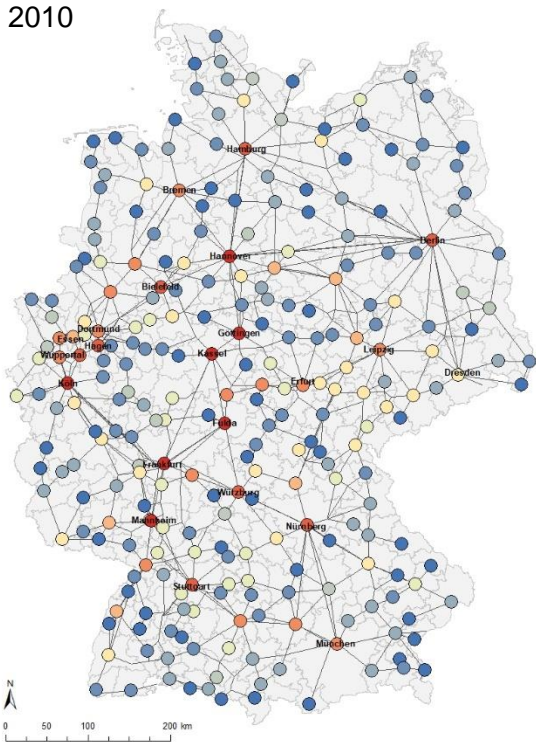 2010
Hamburg
Bremen
Berlin
Hannover
Bielefeld
Dortmund
Essen
Hagen
Wuppertal
Göttingen
Kassel
Leipzig
Köln
Erfurt
Dresden
Fulda
Frankfurt
Würzburg
Mannheim
Nürnberg
Stuttgart
München
N
0 50 100 200 km